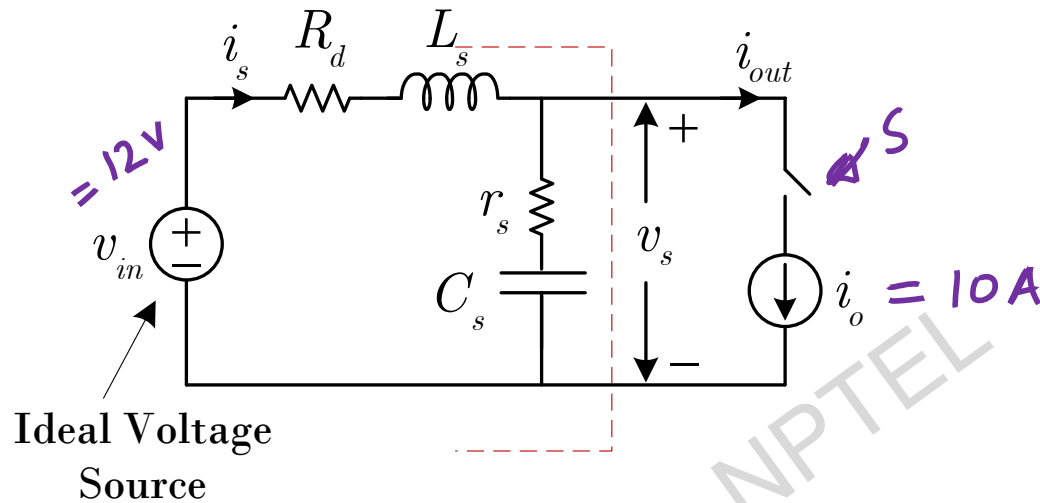 i_s
R_d
L_s
i_out
= 12V
v_in
+
−
r_s
C_s
+
v_s
−
S
i_o = 10A
Ideal Voltage
Source
NPTEL